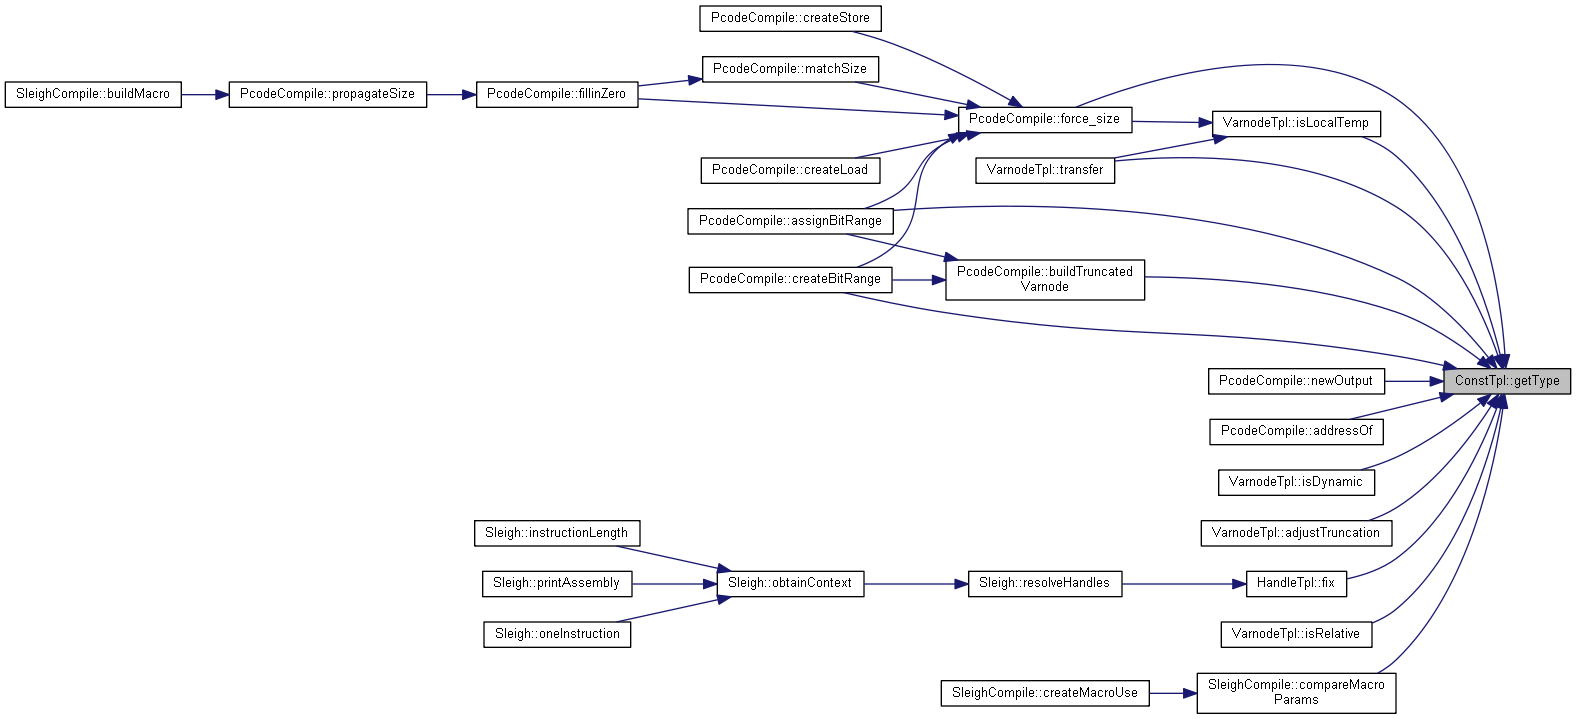 PcodeCompile::createStore
PcodeCompile::matchSize
SleighCompile::buildMacro
PcodeCompile::propagateSize
PcodeCompile::fillinZero
PcodeCompile::force_size
VarnodeTpl::isLocalTemp
PcodeCompile::createLoad
VarnodeTpl::transfer
PcodeCompile::assignBitRange
PcodeCompile::createBitRange
PcodeCompile::buildTruncated
Varnode
ConstTpl::getType
PcodeCompile::newOutput
PcodeCompile::addressOf
VarnodeTpl::isDynamic
VarnodeTpl::adjustTruncation
Sleigh::instructionLength
Sleigh::printAssembly
Sleigh::obtainContext
Sleigh::resolveHandles
HandleTpl::fix
Sleigh::oneInstruction
VarnodeTpl::isRelative
SleighCompile::createMacroUse
SleighCompile::compareMacro
Params